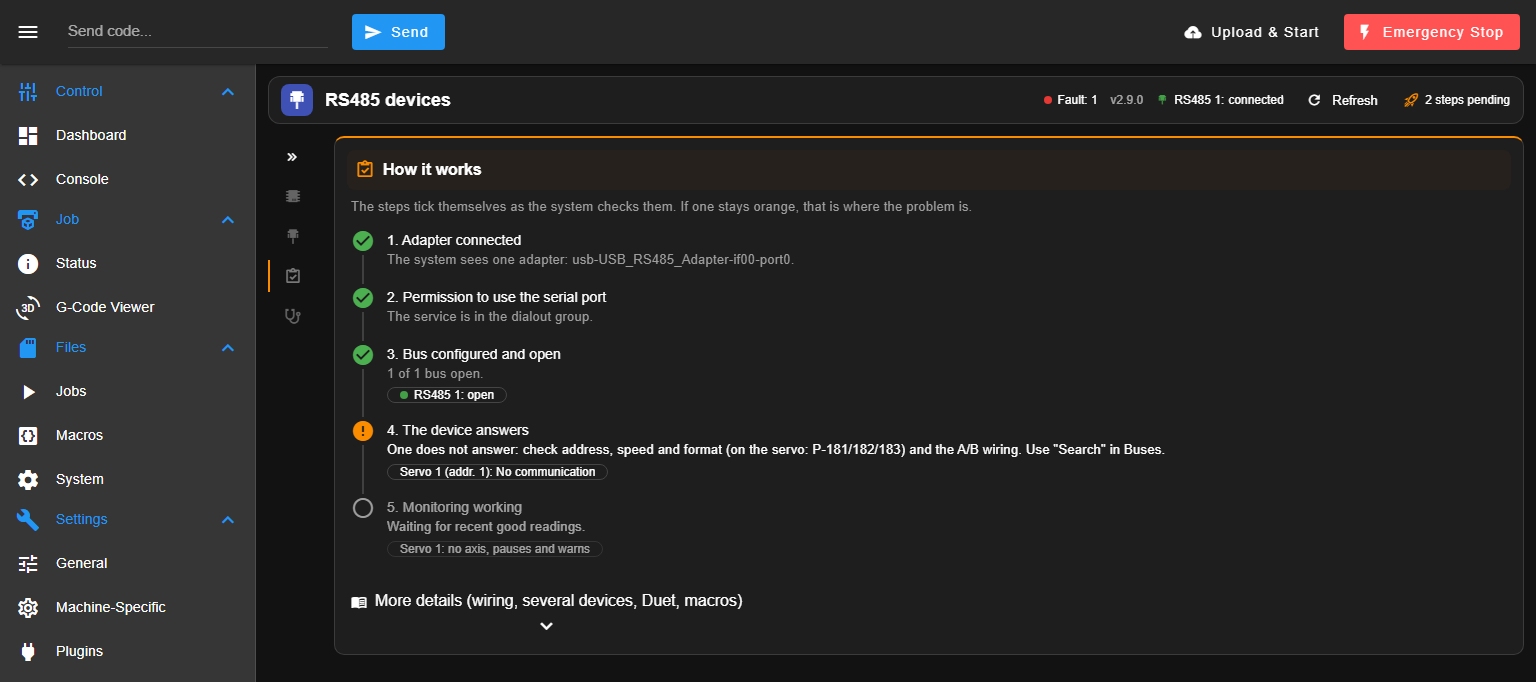 Send code...
Send
Upload & Start
Emergency Stop
Control
Dashboard
Console
Job
Status
3D
G-Code Viewer
Files
Jobs
Macros
System
Settings
General
Machine-Specific
Plugins
RS485 devices
Fault: 1
v2.9.0
RS485 1: connected
Refresh
2 steps pending
How it works
The steps tick themselves as the system checks them. If one stays orange, that is where the problem is.
1. Adapter connected
The system sees one adapter: usb-USB_RS485_Adapter-if00-port0.
2. Permission to use the serial port
The service is in the dialout group.
3. Bus configured and open
1 of 1 bus open.
RS485 1: open
4. The device answers
One does not answer: check address, speed and format (on the servo: P-181/182/183) and the A/B wiring. Use "Search" in Buses.
Servo 1 (addr. 1): No communication
5. Monitoring working
Waiting for recent good readings.
Servo 1: no axis, pauses and warns
More details (wiring, several devices, Duet, macros)